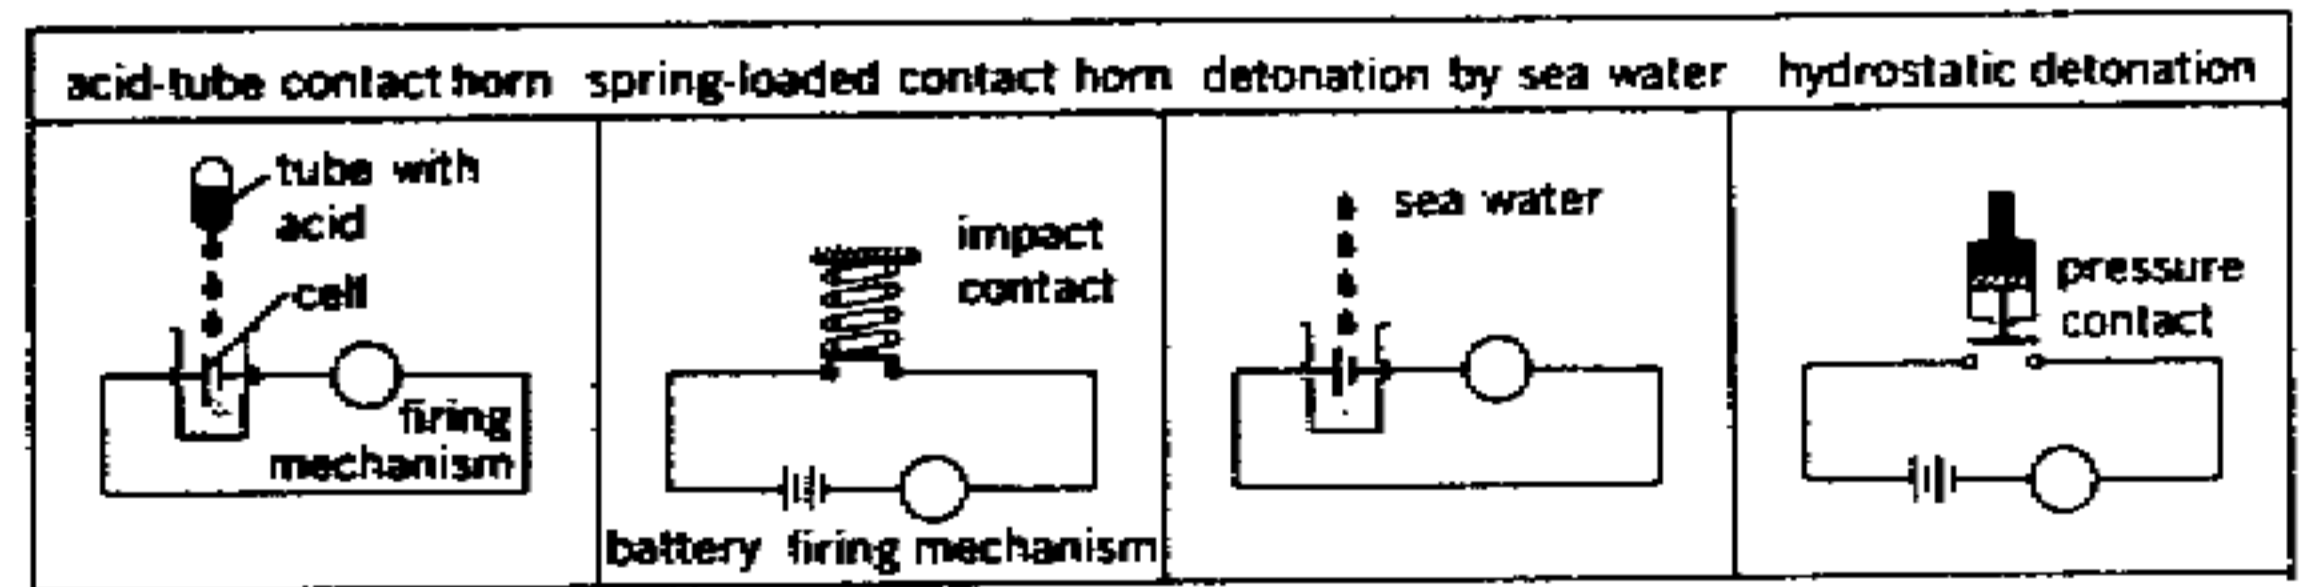 acid-tube contact horn spring-loaded contact horn detonation by sea water hydrostatic detonation
tube with
acid
cell
firing
mechanism
impact
contact
battery firing mechanism
sea water
pressure
contact